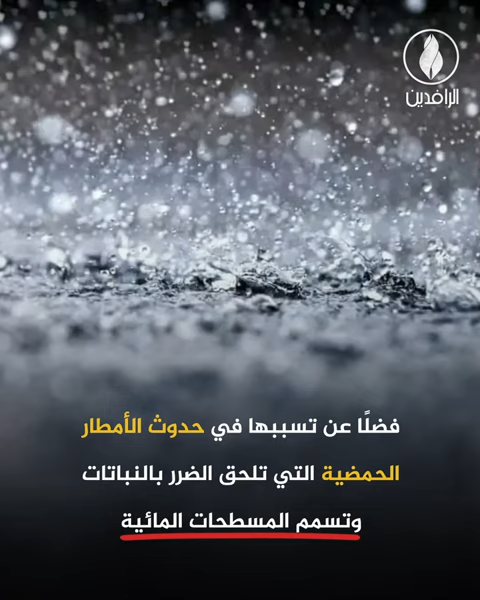 الرافدين
فضلًا عن تسببها في حدوث الأمطار
الحمضية التي تلحق الضرر بالنباتات
وتسمم المسطحات المائية